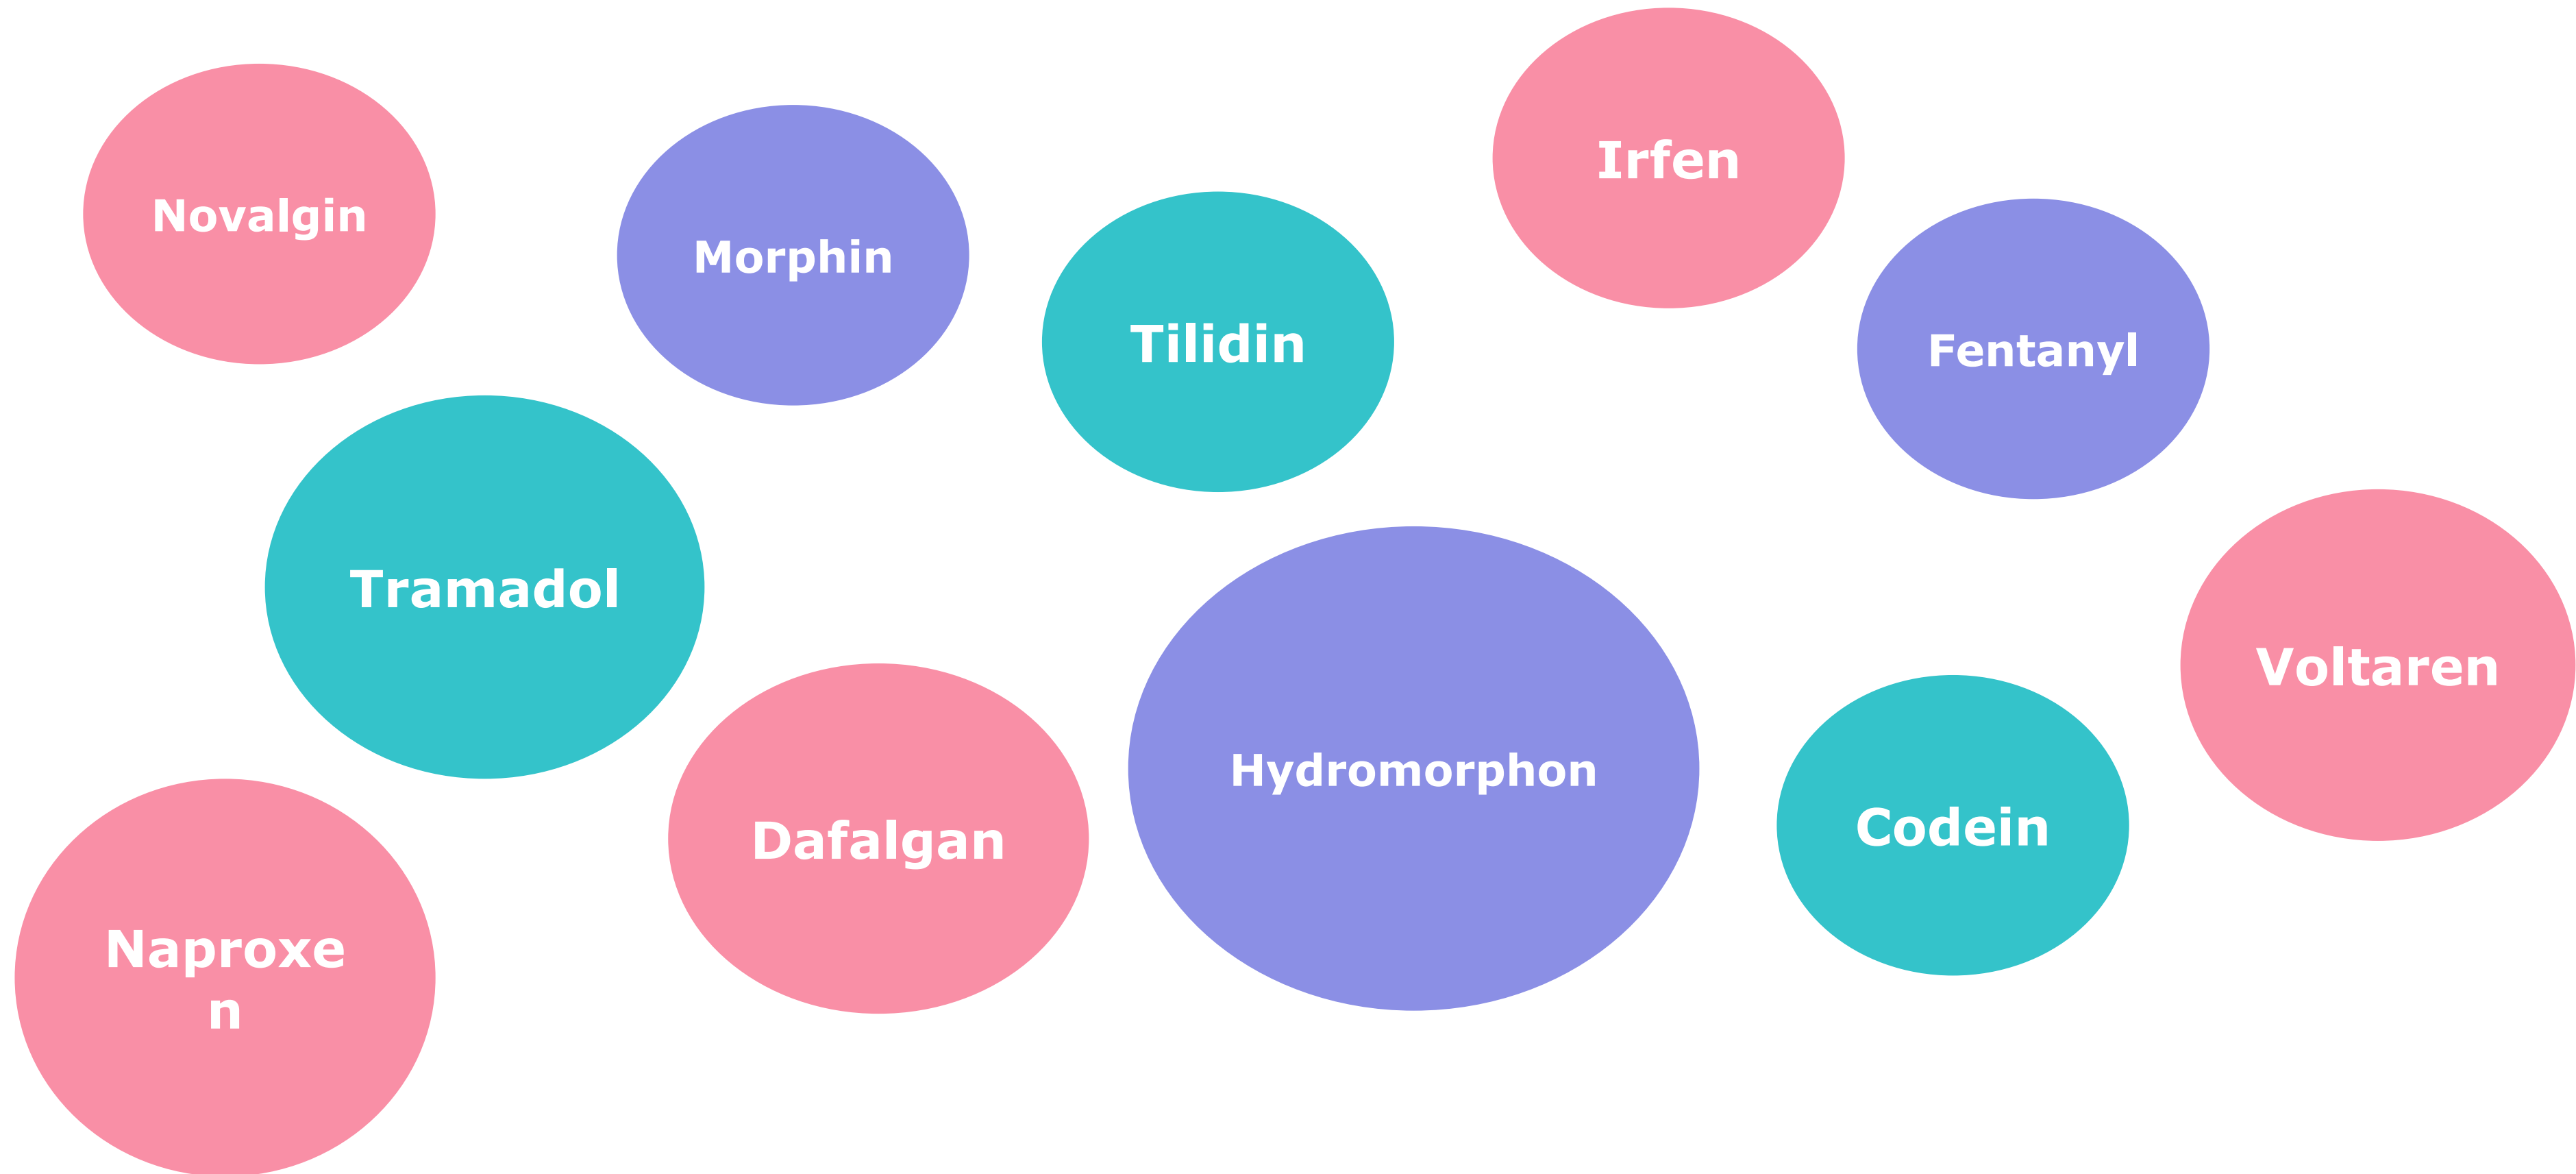 Irfen
Novalgin
Morphin
Tilidin
Fentanyl
Tramadol
Voltaren
Hydromorphon
Codein
Dafalgan
Naproxe
n